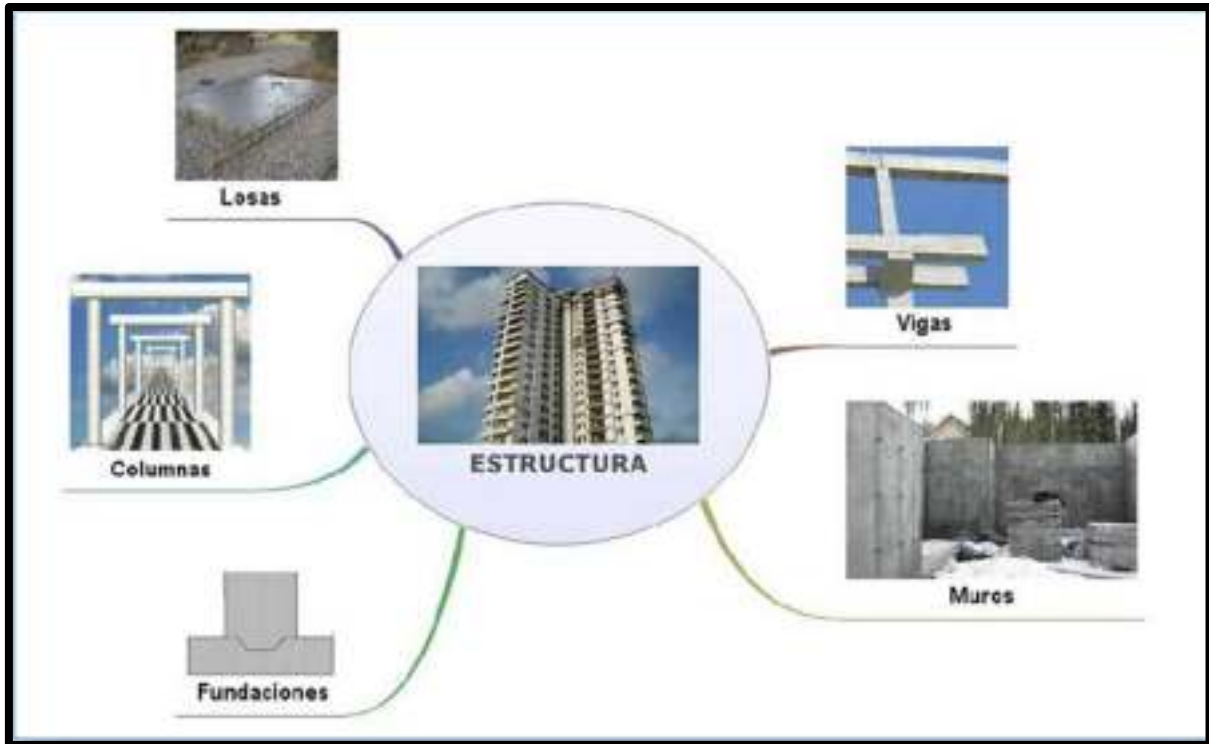 Losas
Vigas
Columnas
ESTRUCTURA
Muros
Fundaciones